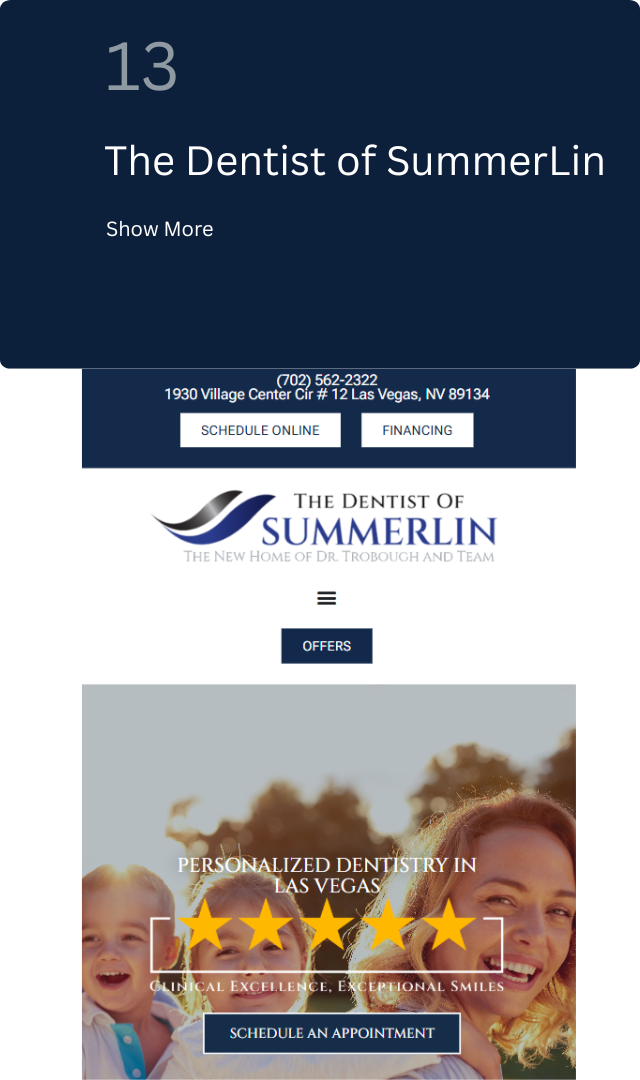 13
The Dentist of SummerLin
Show More
(702) 562-2322
1930 Village Center Cir # 12 Las Vegas, NV 89134
SCHEDULE ONLINE FINANCING
THE DENTIST OF
SUMMERLIN
THE NEW HOME OF DR. TROBOUGH AND TEAM
OFFERS
PERSONALIZED DENTISTRY IN
LAS VEGAS
CLINICAL EXCELLENCE, EXCEPTIONAL SMILES
SCHEDULE AN APPOINTMENT